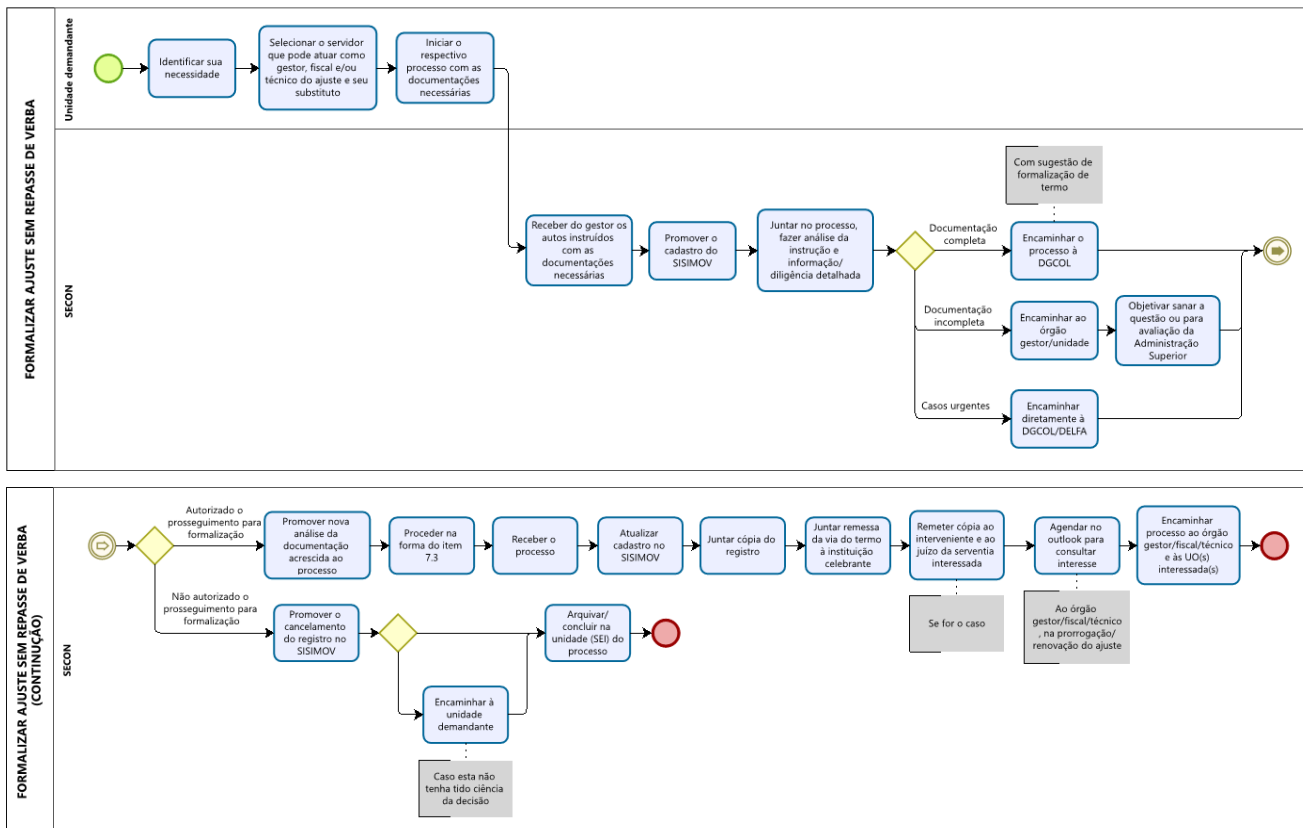 FORMALIZAR AJUSTE SEM REPASSE DE VERBA
Unidade demandante
Identificar sua
necessidade
Selecionar o servidor
que pode atuar como
gestor, fiscal e/ou
técnico do ajuste e seu
substituto
Iniciar o
respectivo
processo com as
documentações
necessárias
SECON
Receber do gestor os
autos instruídos
com as
documentações
necessárias
Promover o
cadastro do
SISIMOV
Juntar no processo,
fazer análise da
instrução e
informação/
diligência detalhada
Documentação
completa
Com sugestão de
formalização de
termo
Encaminhar o
processo à
DGCOL
Documentação
incompleta
Encaminhar ao
órgão
gestor/unidade
Objetivar sanar a
questão ou para
avaliação da
Administração
Superior
Casos urgentes
Encaminhar
diretamente à
DGCOL/DELFA
FORMALIZAR AJUSTE SEM REPASSE DE VERBA
(CONTINUÇÃO)
SECON
Autorizado o
prosseguimento para
formalização
Promover nova
análise da
documentação
acrescida ao
processo
Proceder na
forma do item
7.3
Receber o
processo
Atualizar
cadastro no
SISIMOV
Juntar cópia do
registro
Juntar remessa
da via do termo
à instituição
celebrante
Remeter cópia ao
interveniente e ao
juízo da serventia
interessada
Se for o caso
Agendar no
outlook para
consultar
interesse
Ao órgão
gestor/fiscal/técnico
, na prorrogação/
renovação do ajuste
Encaminhar
processo ao órgão
gestor/fiscal/técnico
e às UO(s)
interessada(s)
Não autorizado o
prosseguimento para
formalização
Promover o
cancelamento
do registro no
SISIMOV
Encaminhar à
unidade
demandante
Caso esta não
tenha tido ciência
da decisão
Arquivar/
concluir na
unidade (SEI) do
processo